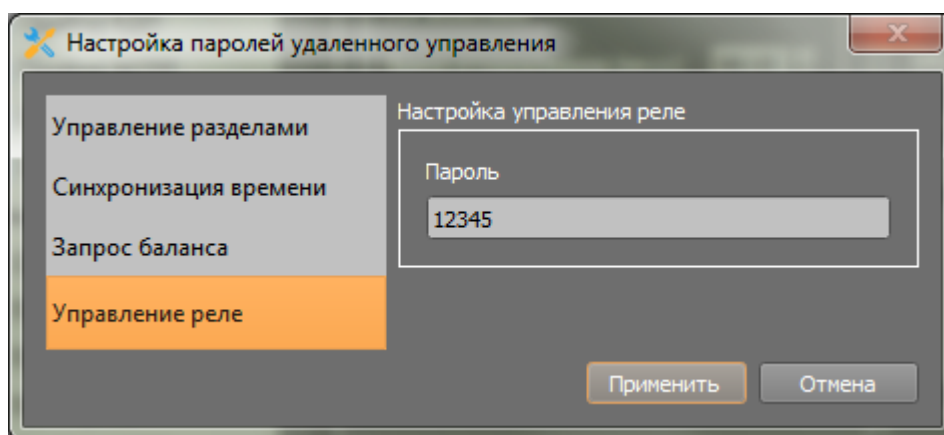 Настройка паролей удаленного управления
Управление разделами
Синхронизация времени
Запрос баланса
Управление реле
Настройка управления реле
Пароль
12345
Применить
Отмена